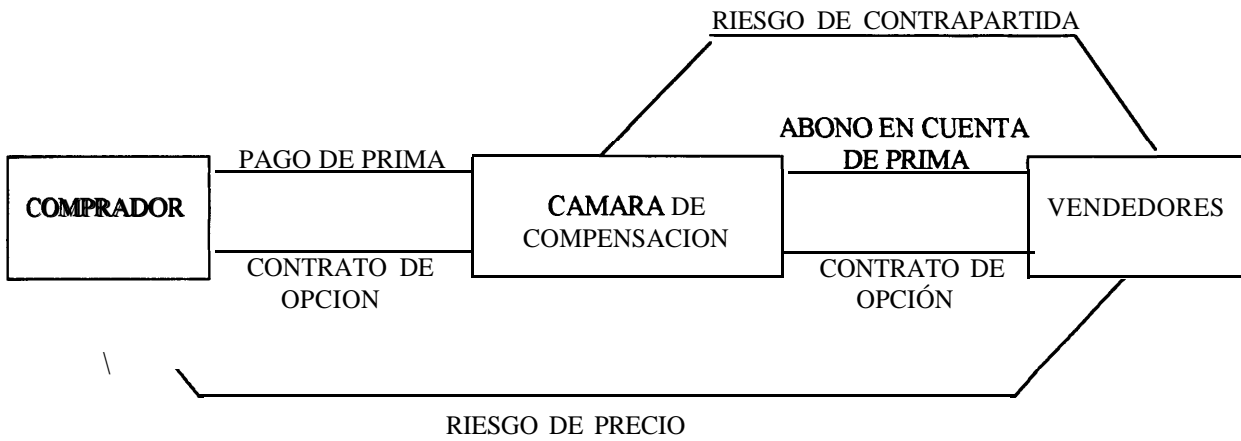 RIESGO DE CONTRAPARTIDA
ABONO EN CUENTA
DE PRIMA
PAGO DE PRIMA
COMPRADOR
CAMARA DE
COMPENSACION
VENDEDORES
CONTRATO DE
OPCION
CONTRATO DE
OPCIÓN
RIESGO DE PRECIO